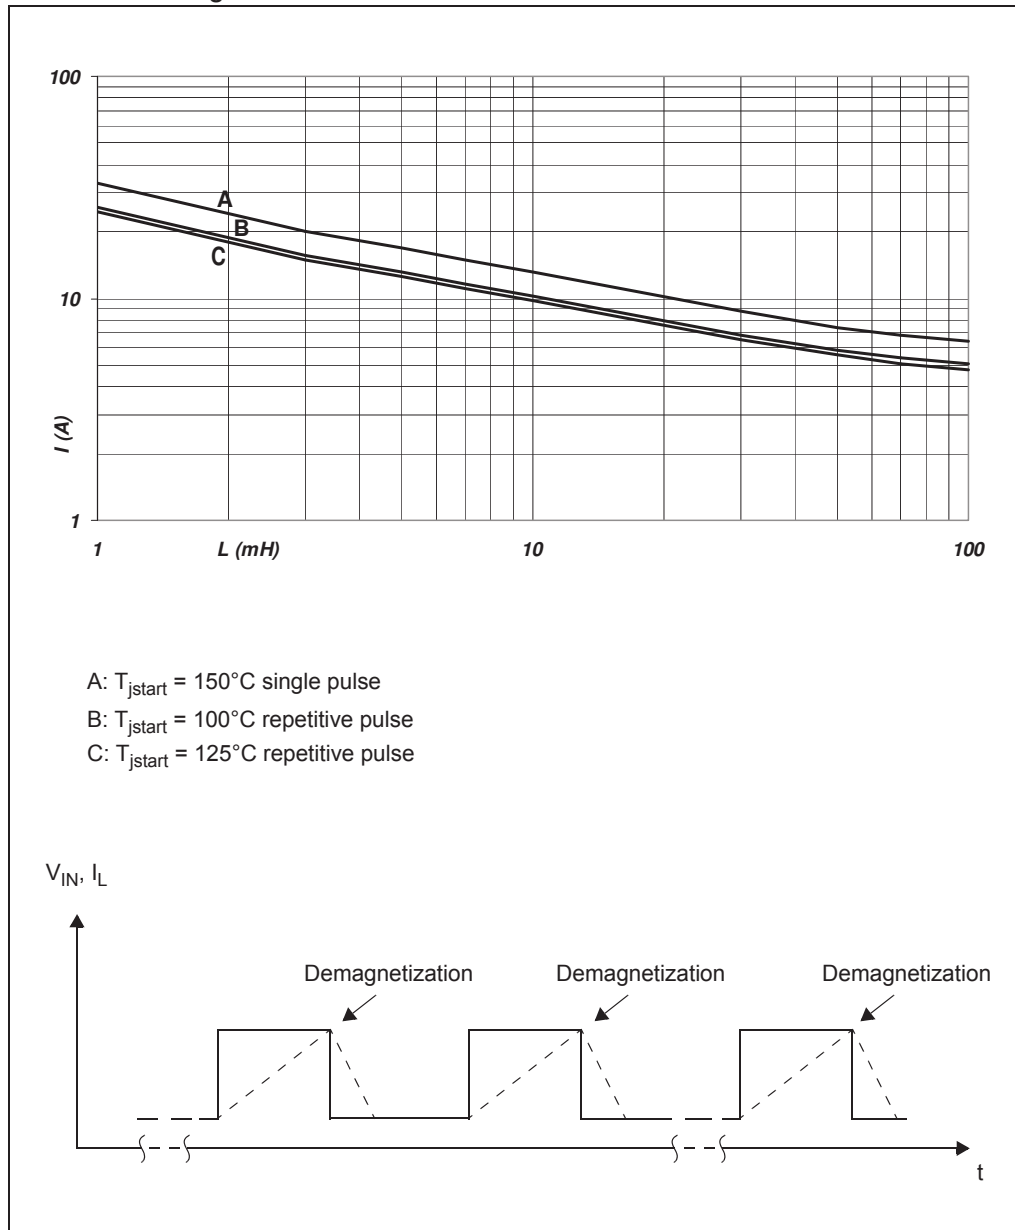 100
A
B
C
10
I (A)
1
1 L (mH) 10 100
A: Tjstart = 150°C single pulse
B: Tjstart = 100°C repetitive pulse
C: Tjstart = 125°C repetitive pulse
VIN, IL
Demagnetization Demagnetization Demagnetization
t